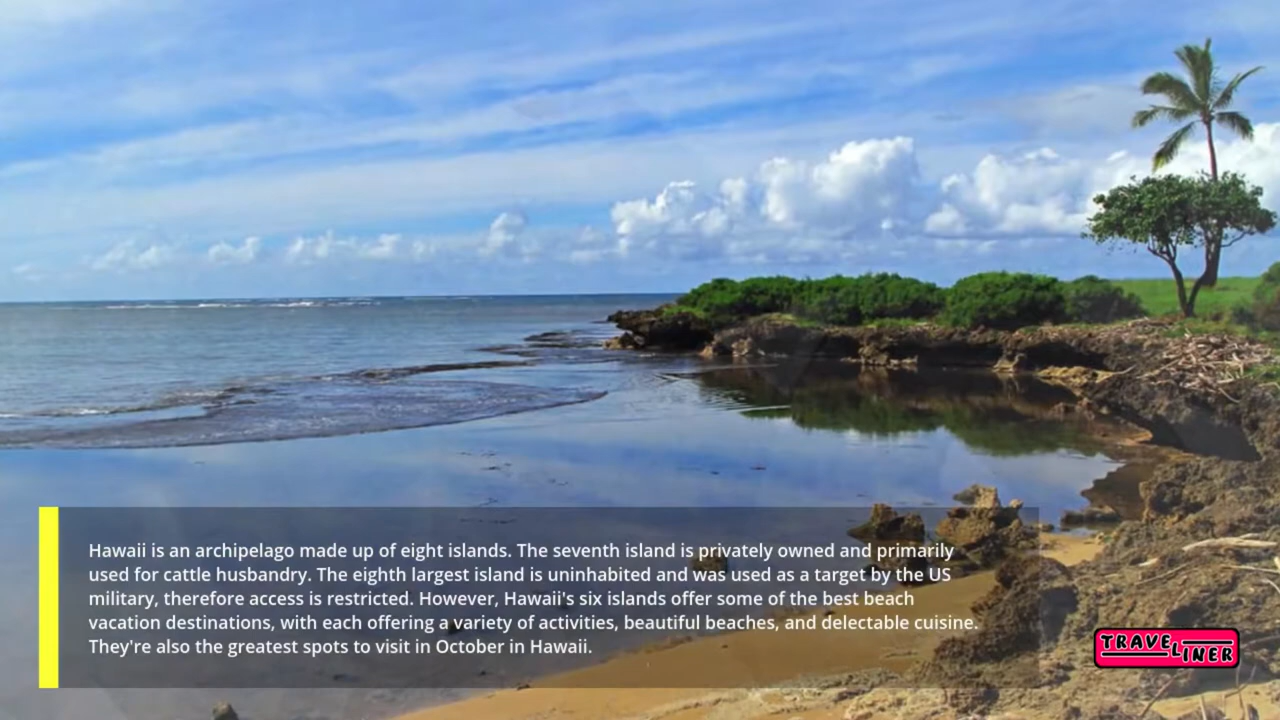 Hawaii is an archipelago made up of eight islands. The seventh island is privately owned and primarily
used for cattle husbandry. The eighth largest island is uninhabited and was used as a target by the US
military, therefore access is restricted. However, Hawaii's six islands offer some of the best beach
vacation destinations, with each offering a variety of activities, beautiful beaches, and delectable cuisine.
They're also the greatest spots to visit in October in Hawaii.
TRAVELINER